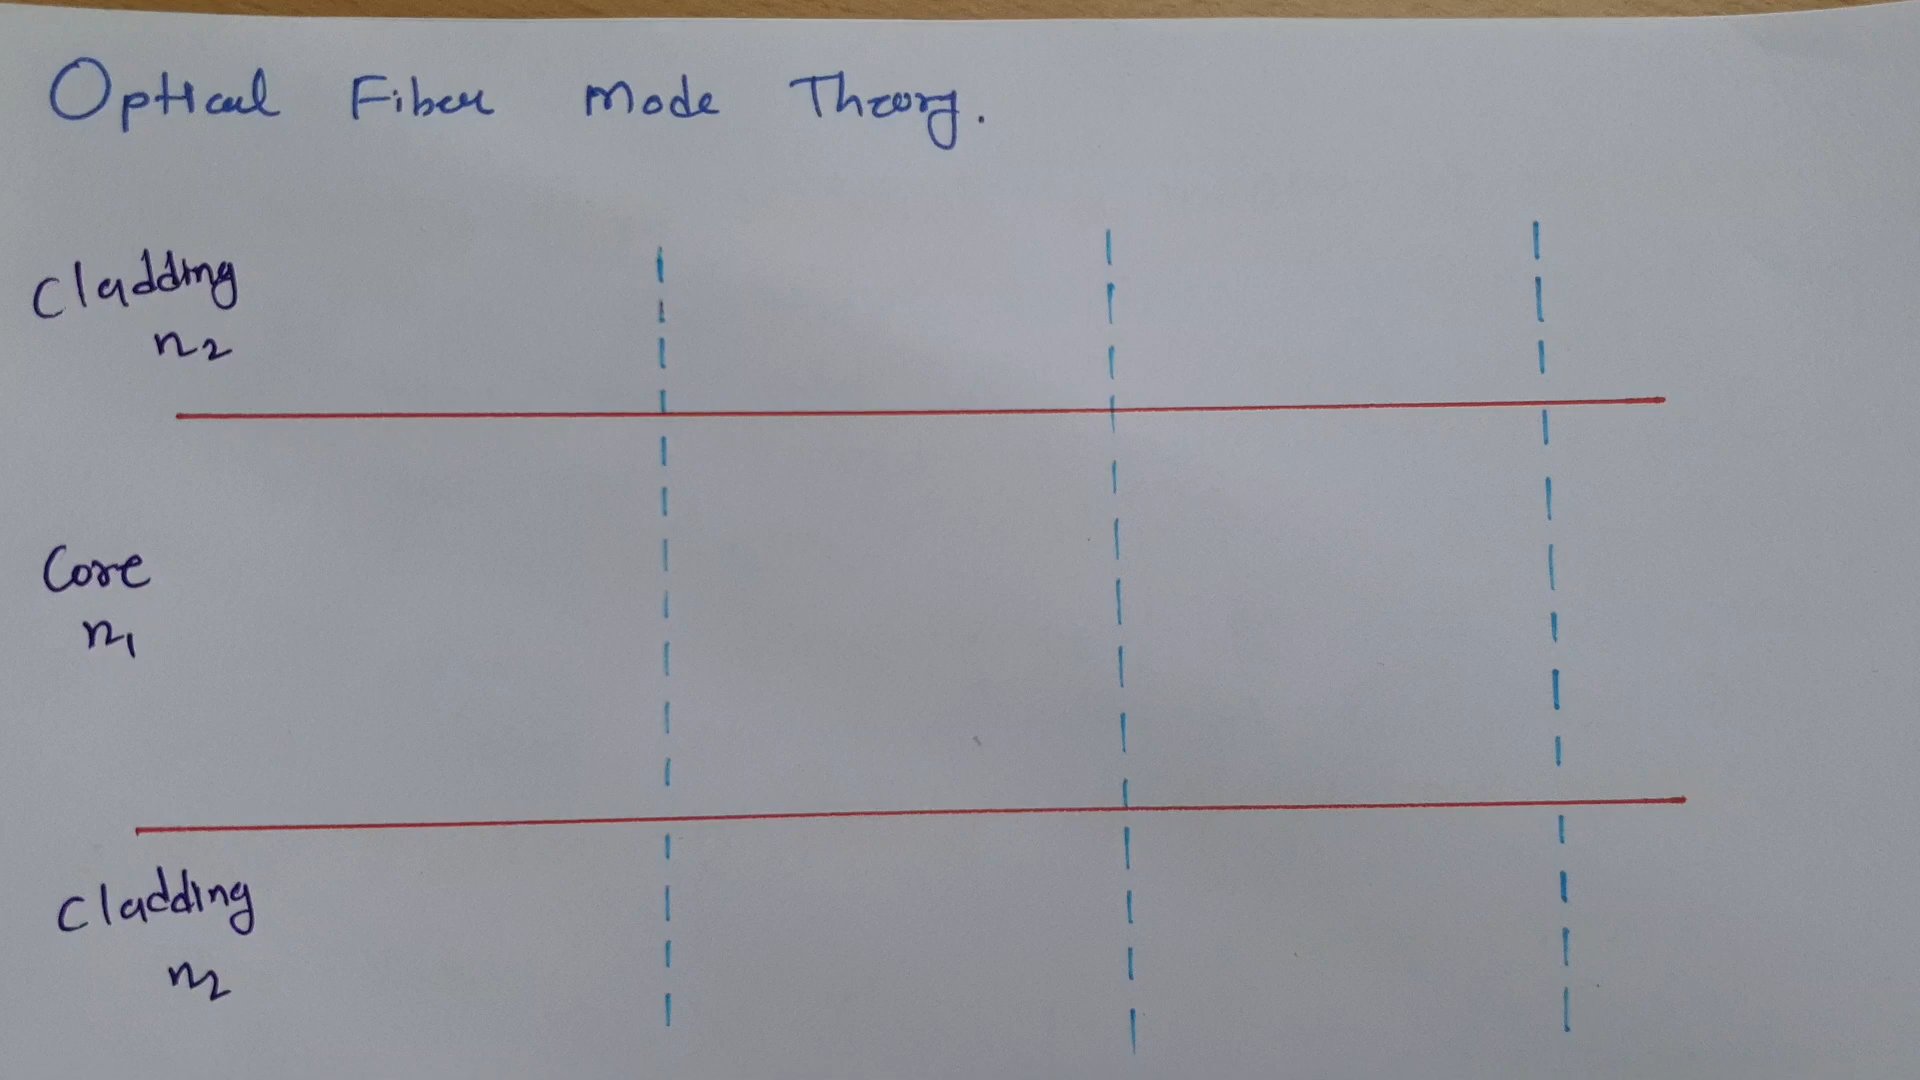 Optical Fiber Mode Theory.
Cladding
n2
Core
n1
Cladding
n2